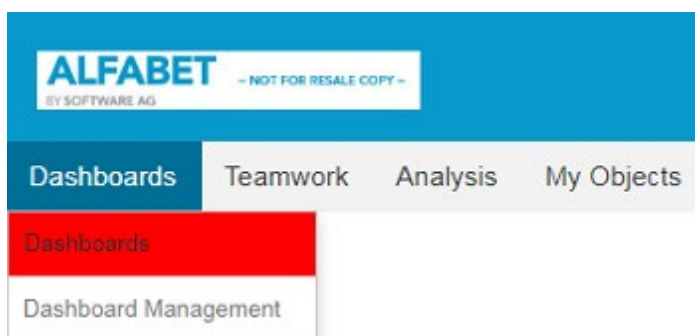 ALFABET – NOT FOR RESALE COPY –
BY SOFTWARE AG
Dashboards Teamwork Analysis My Objects
Dashboards
Dashboard Management